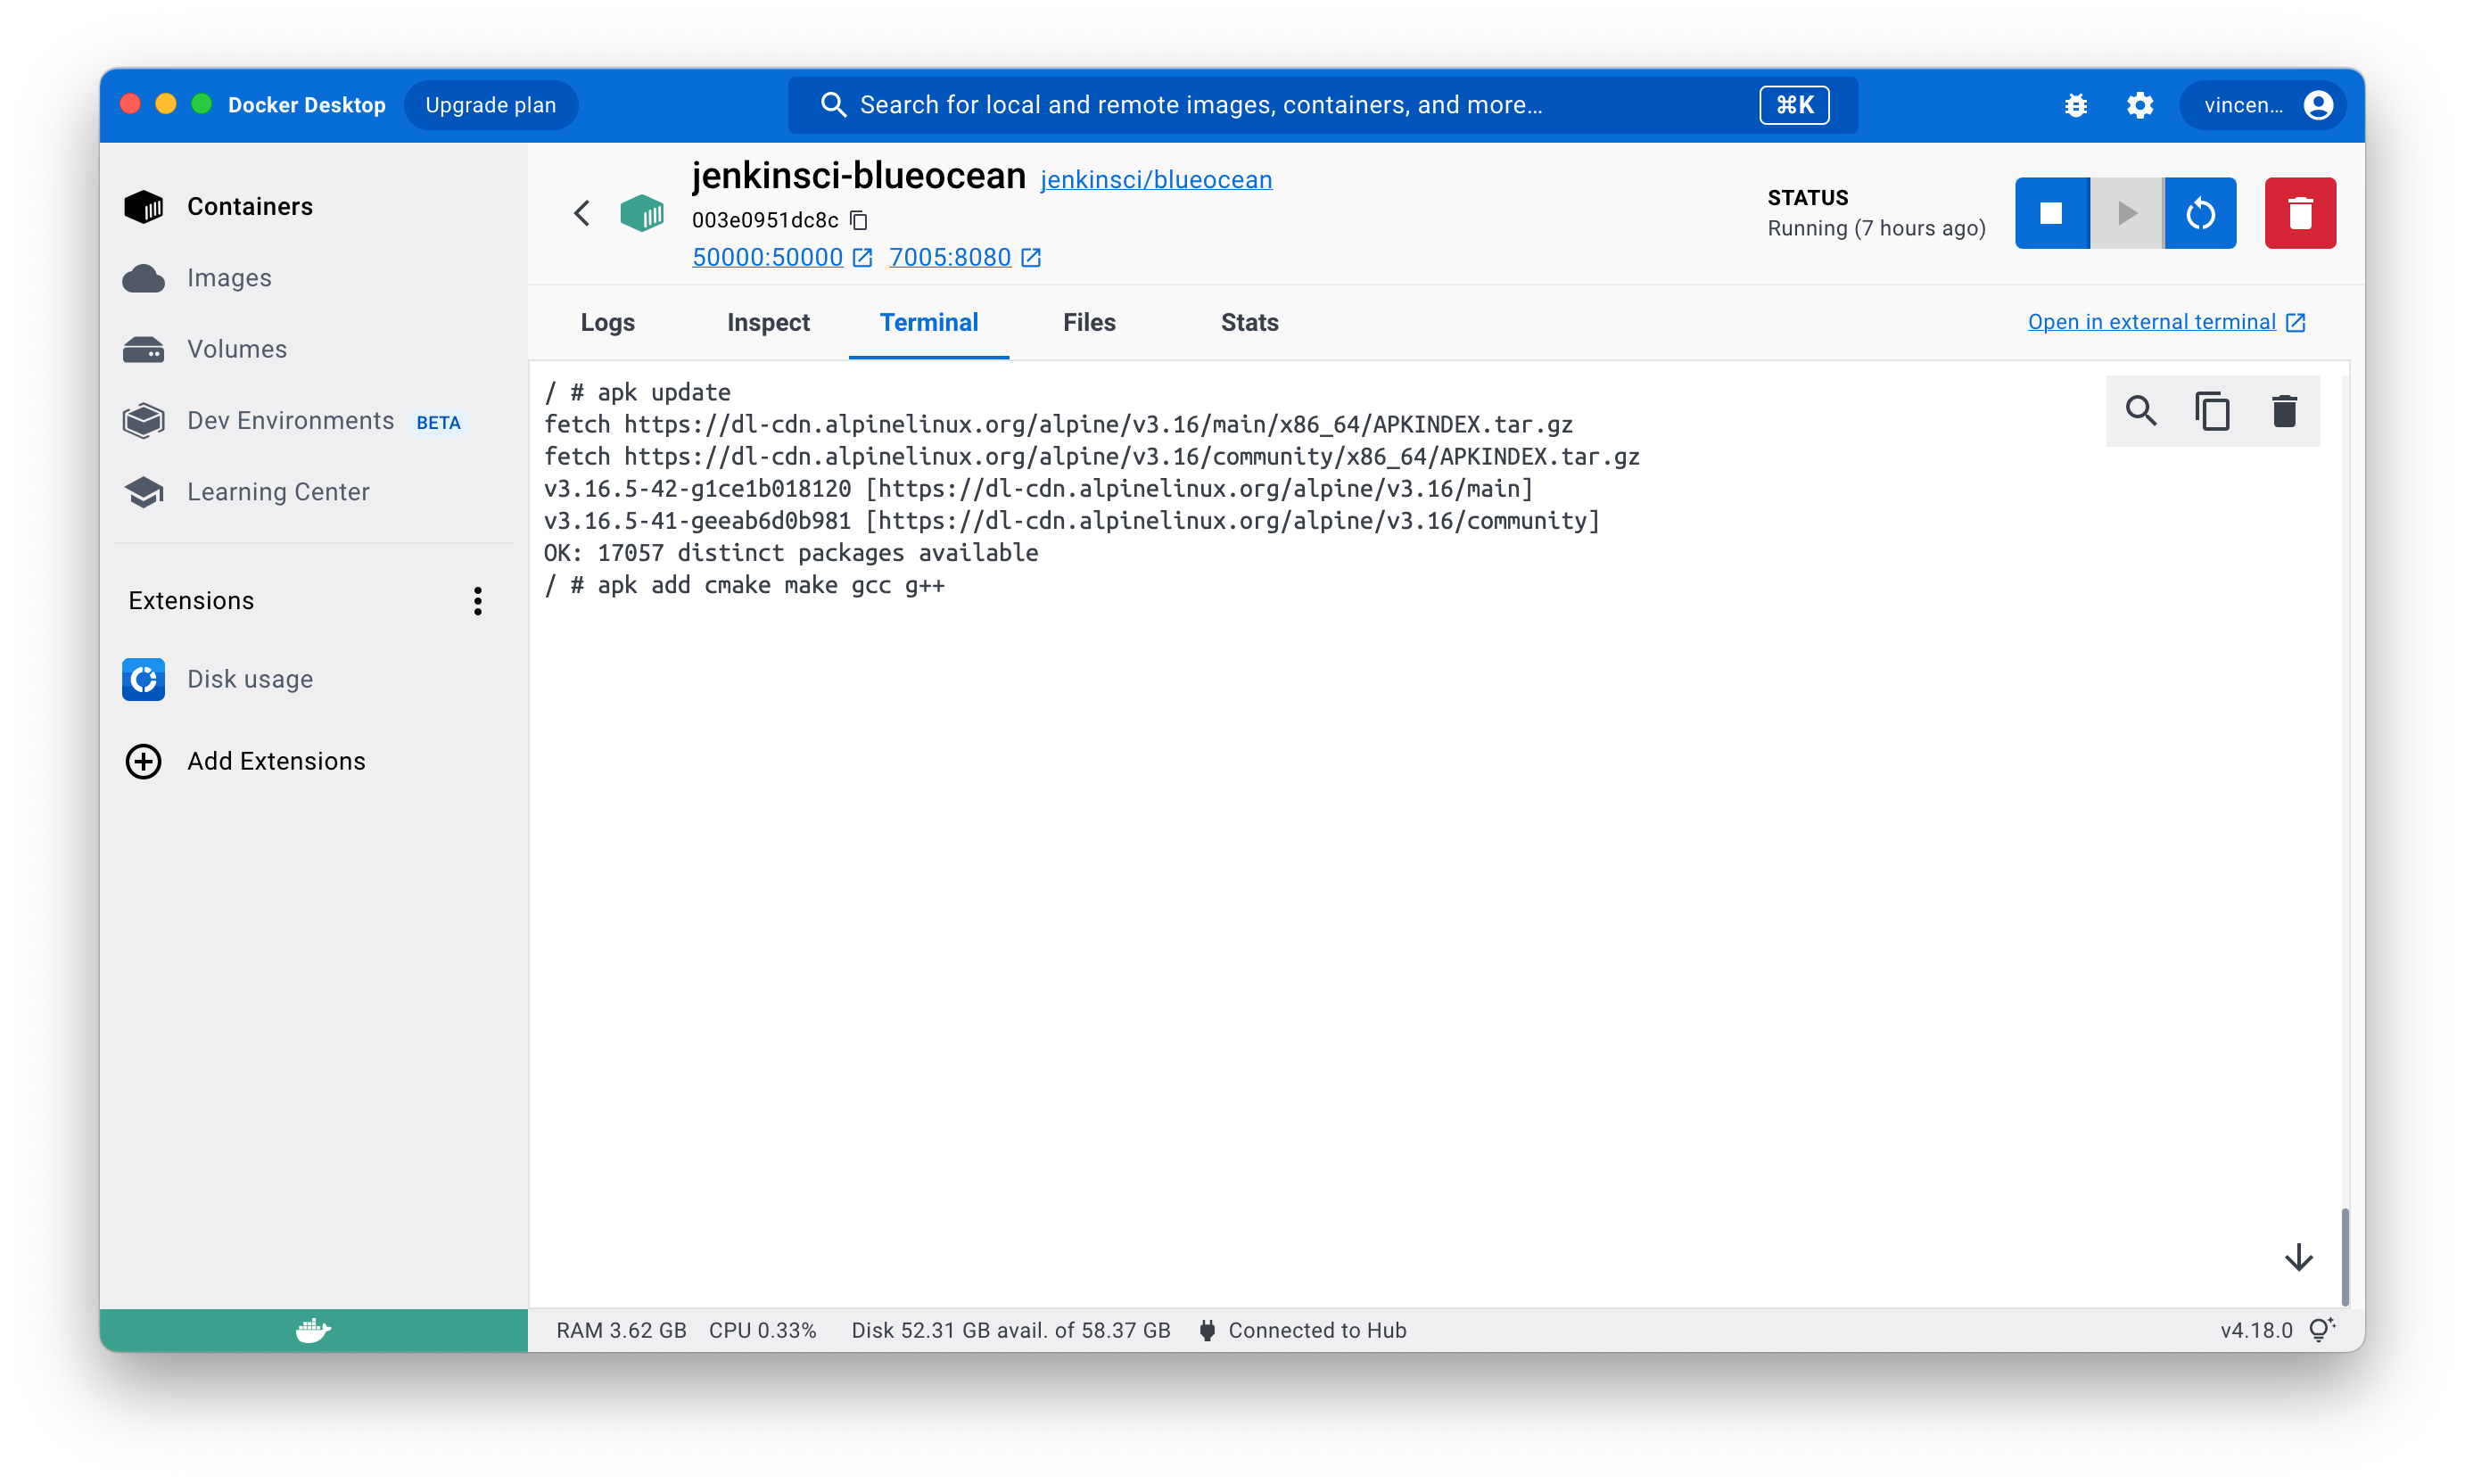 Docker Desktop
Upgrade plan
Search for local and remote images, containers, and more...
⌘K
vincen...
Containers
Images
Volumes
Dev Environments BETA
Learning Center
Extensions
Disk usage
Add Extensions
jenkinsci-blueocean jenkinsci/blueocean
003e0951dc8c
50000:50000 7005:8080
STATUS
Running (7 hours ago)
Logs Inspect Terminal Files Stats
Open in external terminal
/ # apk update
fetch https://dl-cdn.alpinelinux.org/alpine/v3.16/main/x86_64/APKINDEX.tar.gz
fetch https://dl-cdn.alpinelinux.org/alpine/v3.16/community/x86_64/APKINDEX.tar.gz
v3.16.5-42-g1ce1b018120 [https://dl-cdn.alpinelinux.org/alpine/v3.16/main]
v3.16.5-41-geeab6d0b981 [https://dl-cdn.alpinelinux.org/alpine/v3.16/community]
OK: 17057 distinct packages available
/ # apk add cmake make gcc g++
RAM 3.62 GB CPU 0.33% Disk 52.31 GB avail. of 58.37 GB Connected to Hub
v4.18.0